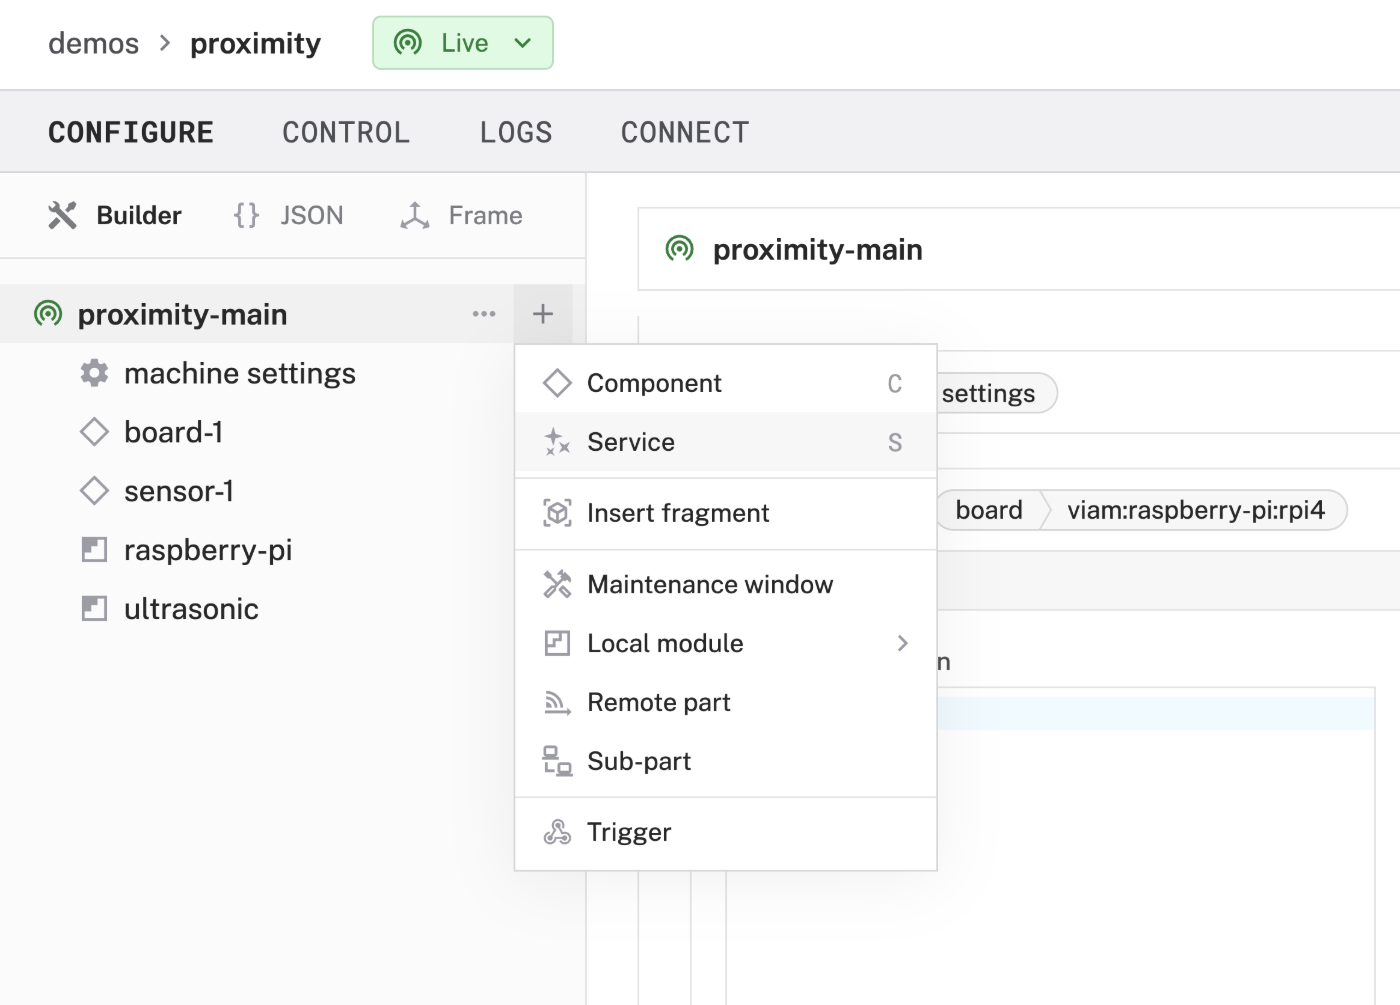 demos > proximity Live
CONFIGURE CONTROL LOGS CONNECT
Builder {} JSON Frame
proximity-main
proximity-main ... +
machine settings
board-1
sensor-1
raspberry-pi
ultrasonic
Component C
Service S
Insert fragment
Maintenance window
Local module >
Remote part
Sub-part
Trigger
settings
board viam:raspberry-pi:rpi4
n